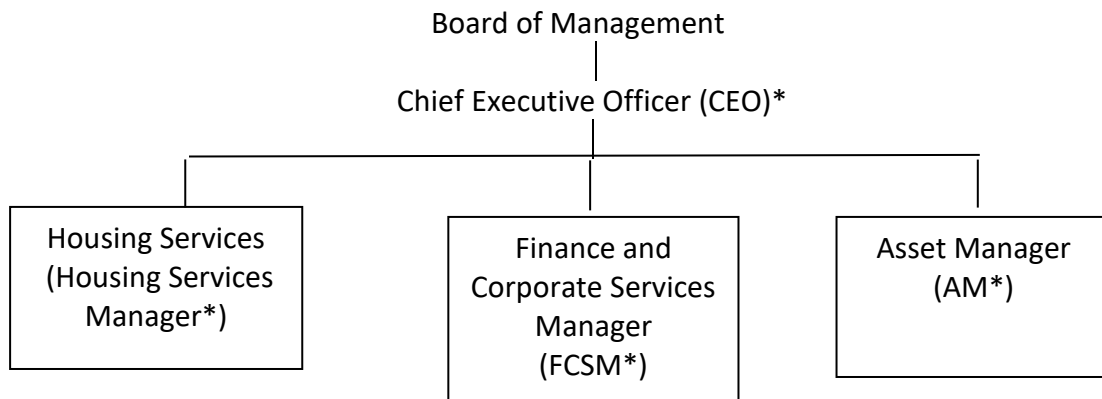 Board of Management
Chief Executive Officer (CEO)*
Housing Services
(Housing Services
Manager*)
Finance and
Corporate Services
Manager
(FCSM*)
Asset Manager
(AM*)